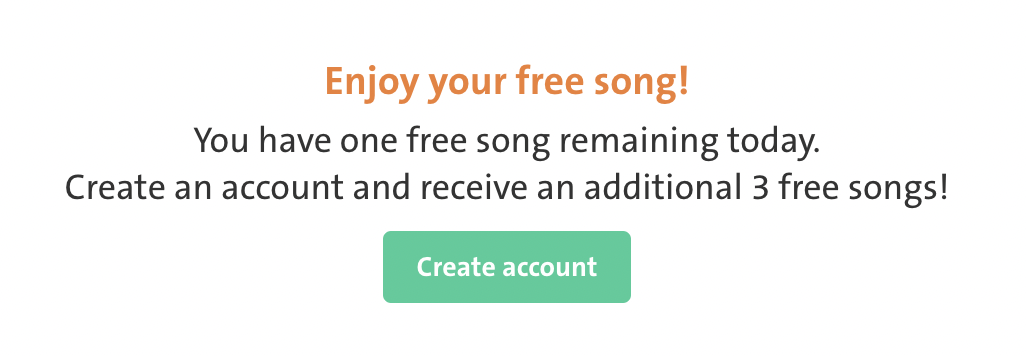 Enjoy your free song!
You have one free song remaining today.
Create an account and receive an additional 3 free songs!
Create account